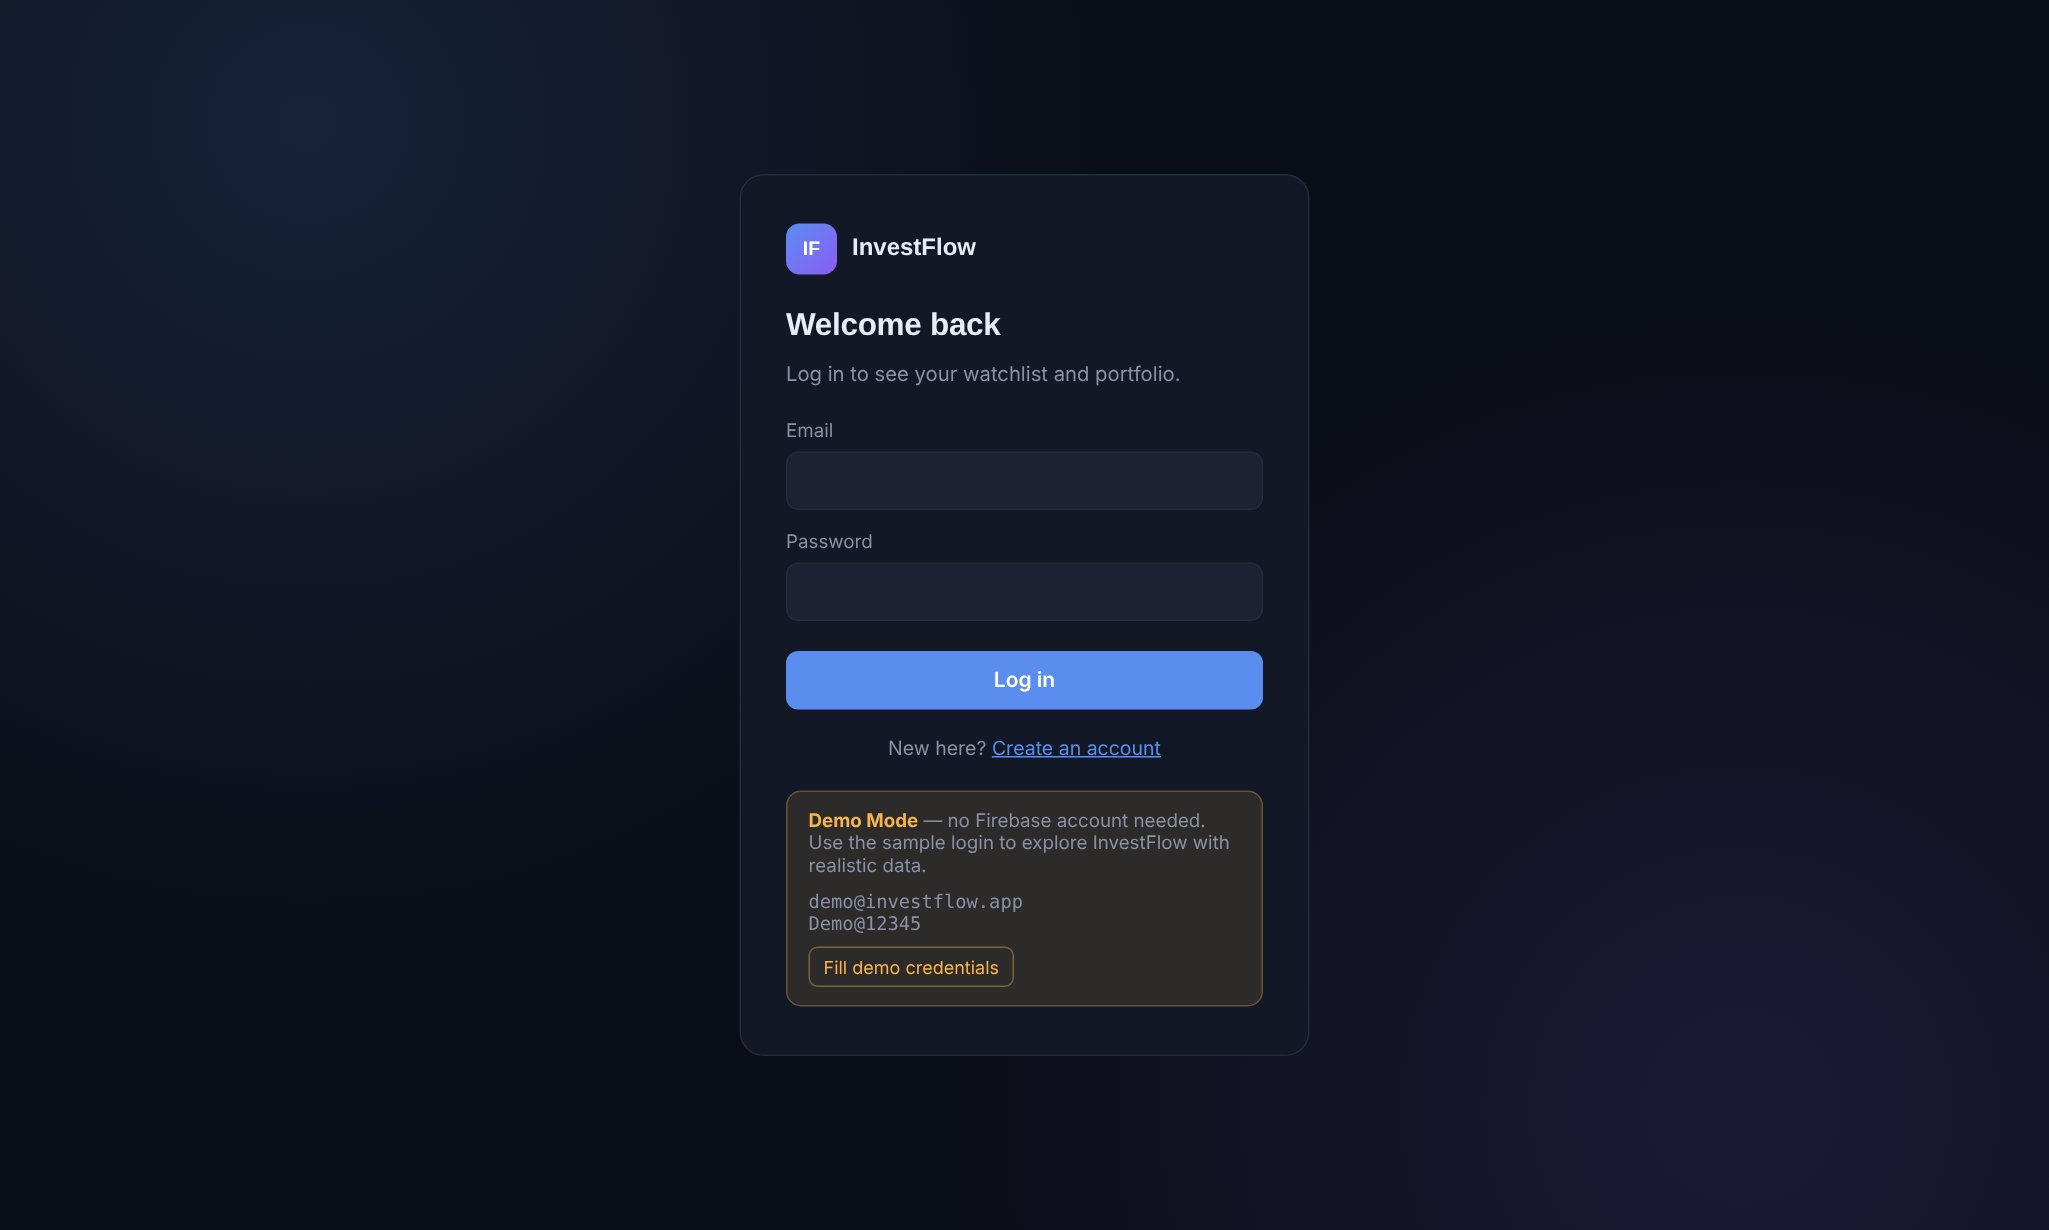 IF
InvestFlow
Welcome back
Log in to see your watchlist and portfolio.
Email
Password
Log in
New here? Create an account
Demo Mode — no Firebase account needed.
Use the sample login to explore InvestFlow with
realistic data.
demo@investflow.app
Demo@12345
Fill demo credentials